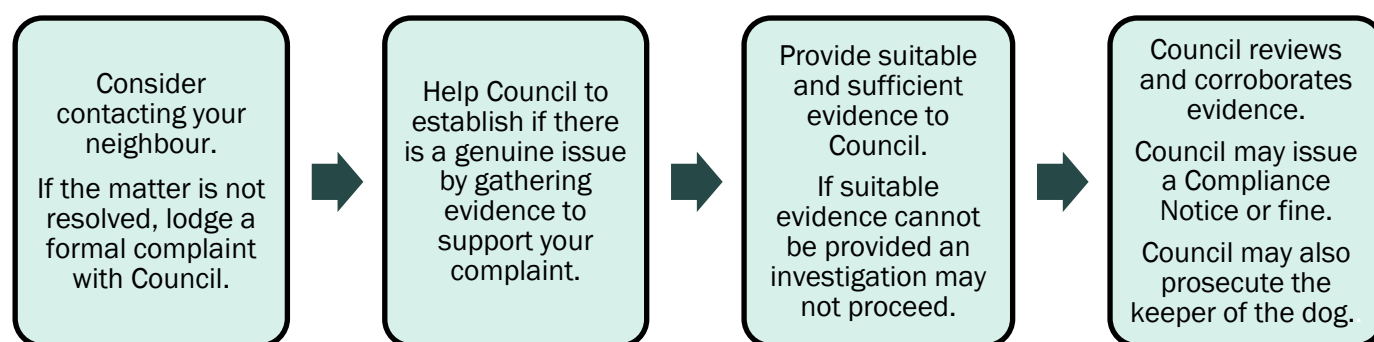 Consider
contacting your
neighbour.
If the matter is not
resolved, lodge a
formal complaint
with Council.
Help Council to
establish if there
is a genuine issue
by gathering
evidence to
support your
complaint.
Provide suitable
and sufficient
evidence to
Council.
If suitable
evidence cannot
be provided an
investigation may
not proceed.
Council reviews
and corroborates
evidence.
Council may issue
a Compliance
Notice or fine.
Council may also
prosecute the
keeper of the dog.